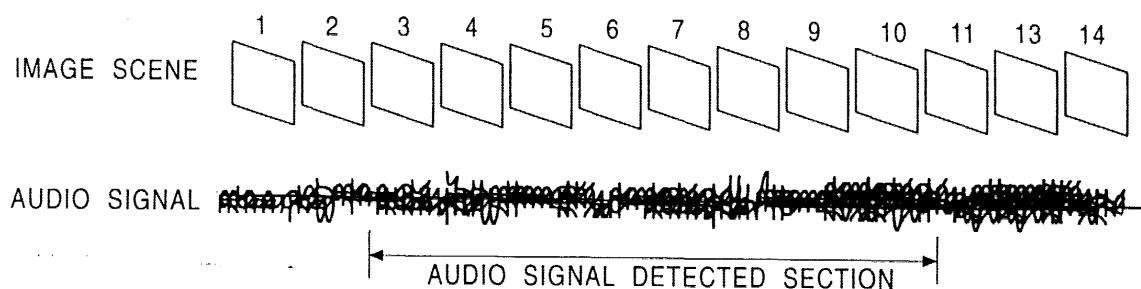 1 2 3 4 5 6 7 8 9 10 11 13 14
IMAGE SCENE
AUDIO SIGNAL
AUDIO SIGNAL DETECTED SECTION